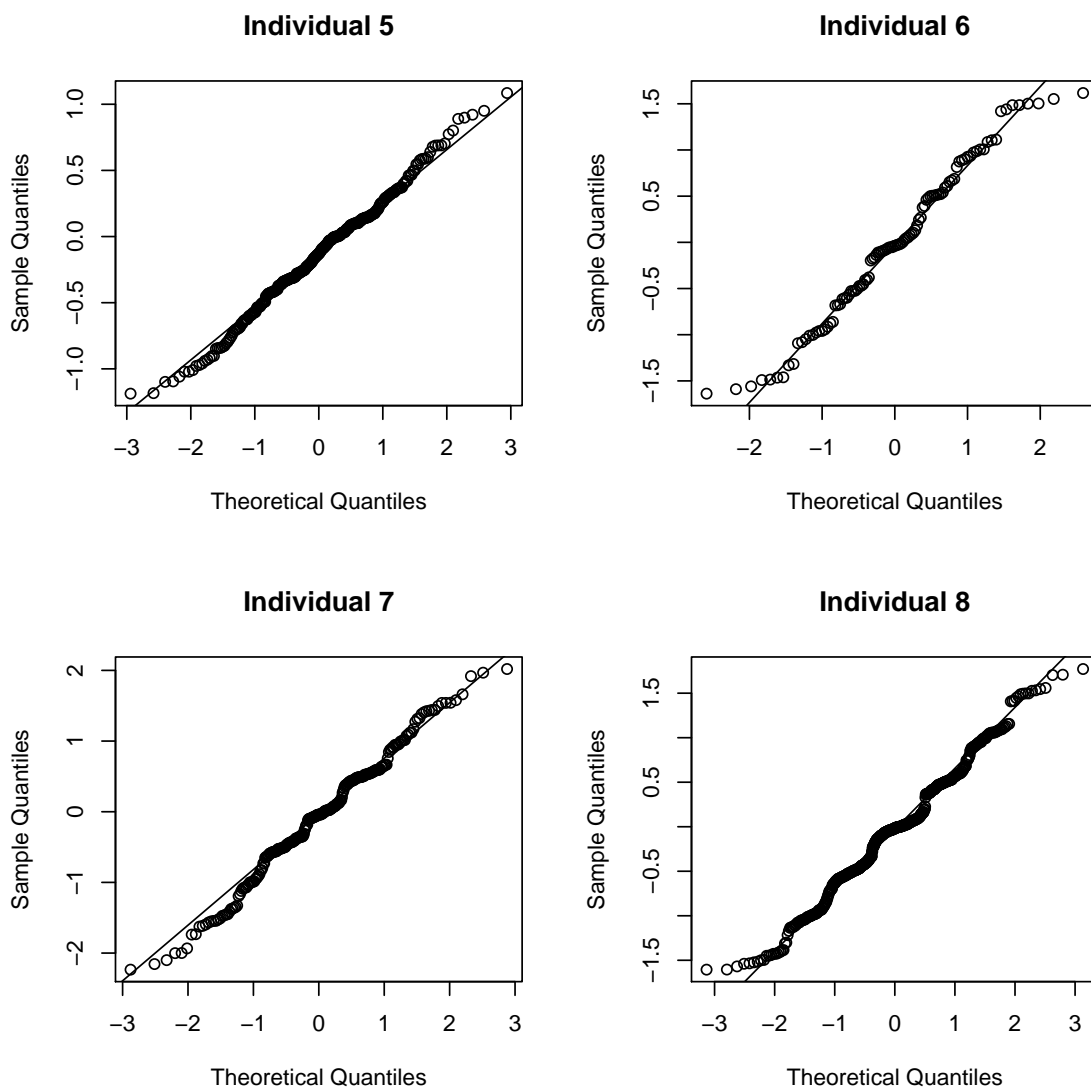 Individual 5
Individual 6
Sample Quantiles
1.0
0.5
0.0
−0.5
−1.0
−3 −2 −1 0 1 2 3
Theoretical Quantiles
Sample Quantiles
1.5
0.5
−0.5
−1.5
−2 −1 0 1 2
Theoretical Quantiles
Individual 7
Individual 8
Sample Quantiles
2
1
0
−1
−2
−3 −2 −1 0 1 2 3
Theoretical Quantiles
Sample Quantiles
1.5
0.5
−0.5
−1.5
−3 −2 −1 0 1 2 3
Theoretical Quantiles